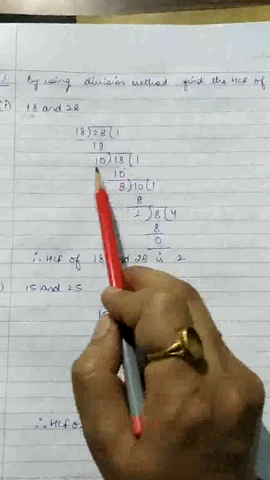 By using division method find the HCF of
(i) 18 and 28
18) 28 (1
18
10) 18 (1
10
8) 10 (1
8
2) 8 (4
8
0
∴ HCF of 18 and 28 is 2
15 and 25
15
∴ HCF o